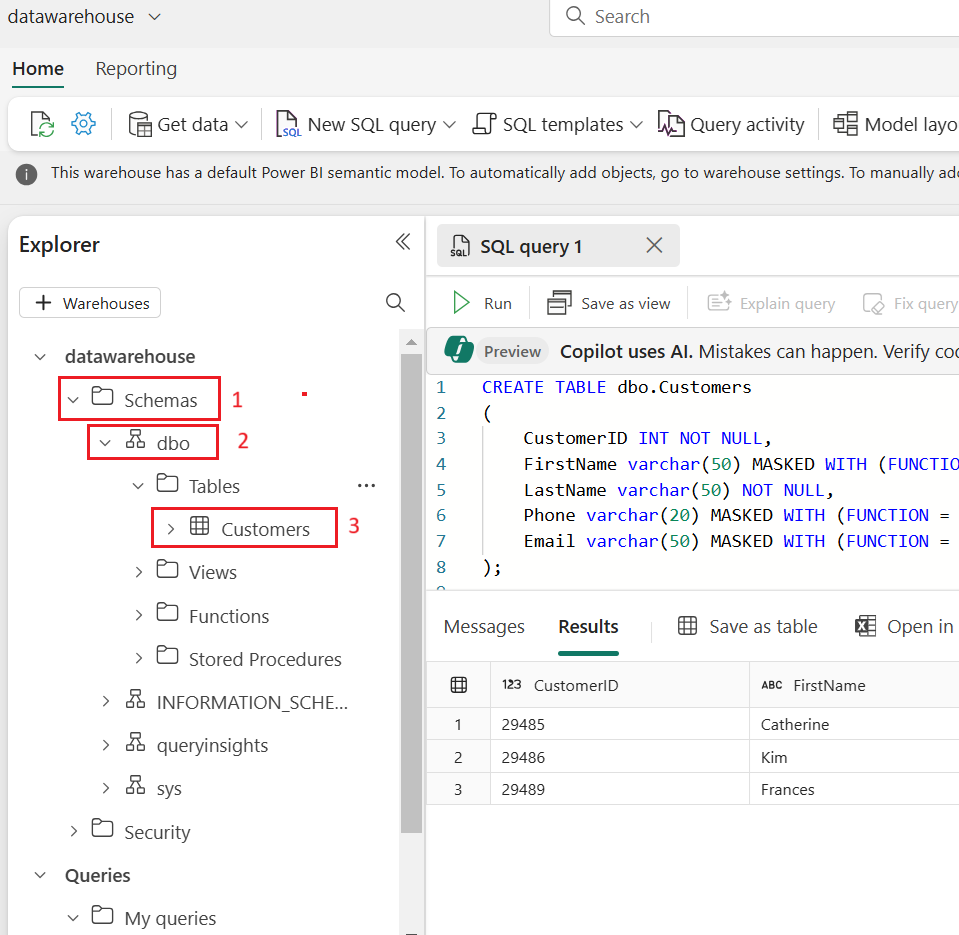 datawarehouse
Search
Home Reporting
Get data New SQL query SQL templates Query activity Model layo
This warehouse has a default Power BI semantic model. To automatically add objects, go to warehouse settings. To manually add
Explorer
+ Warehouses
datawarehouse
Schemas 1
dbo 2
Tables ...
Customers 3
Views
Functions
Stored Procedures
INFORMATION_SCHE...
queryinsights
sys
Security
Queries
My queries
SQL query 1
Run Save as view Explain query Fix query
Preview Copilot uses AI. Mistakes can happen. Verify co
1 CREATE TABLE dbo.Customers
2 (
3 CustomerID INT NOT NULL,
4 FirstName varchar(50) MASKED WITH (FUNCTIO
5 LastName varchar(50) NOT NULL,
6 Phone varchar(20) MASKED WITH (FUNCTION =
7 Email varchar(50) MASKED WITH (FUNCTION =
8 );
Messages Results Save as table Open in
123 CustomerID ABC FirstName
1 29485 Catherine
2 29486 Kim
3 29489 Frances